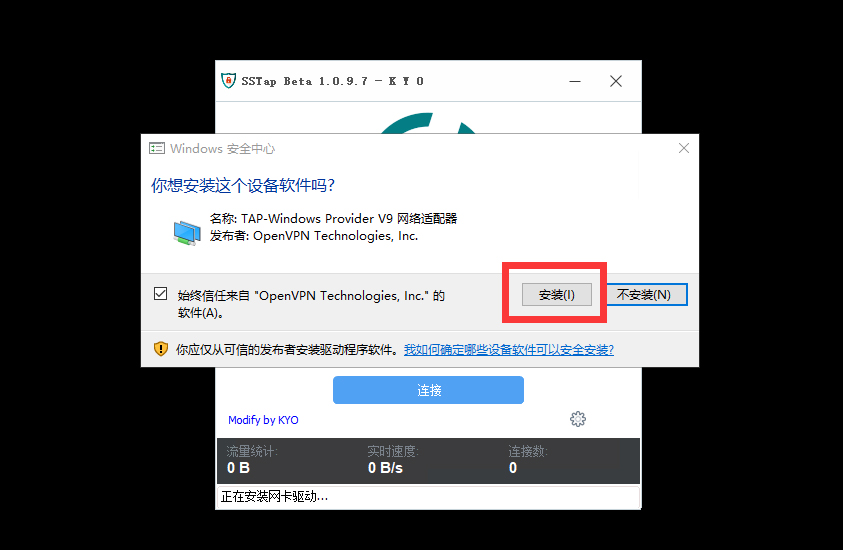 SSTap Beta 1.0.9.7 - K Y O
Windows 安全中心
你想安装这个设备软件吗?
名称: TAP-Windows Provider V9 网络适配器
发布者: OpenVPN Technologies, Inc.
始终信任来自 "OpenVPN Technologies, Inc." 的
软件(A)。
安装(I)
不安装(N)
你应仅从可信的发布者安装驱动程序软件。我如何确定哪些设备软件可以安全安装?
连接
Modify by KYO
流量统计: 实时速度: 连接数:
0 B 0 B/s 0
正在安装网卡驱动...